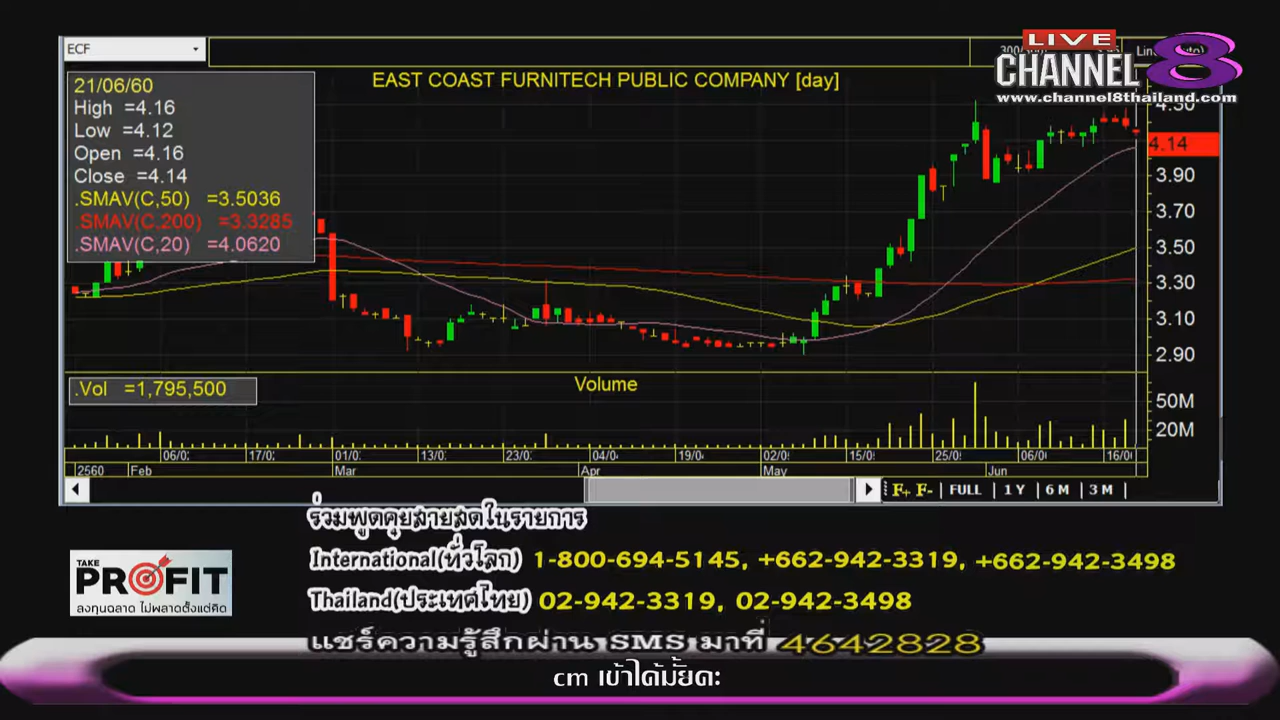 ECF
LIVE
CHANNEL 8
www.channel8thailand.com
EAST COAST FURNITECH PUBLIC COMPANY [day]
21/06/60
High =4.16
Low =4.12
Open =4.16
Close =4.14
.SMAV(C,50) =3.5036
.SMAV(C,200) =3.3285
.SMAV(C,20) =4.0620
4.14
3.90
3.70
3.50
3.30
3.10
2.90
.Vol =1,795,500
Volume
50M
20M
06/0 17/0 01/0 13/0 23/0 04/0 19/0 02/0 15/0 25/0 06/0 16/0
2560 Feb Mar Apr May Jun
F+ F- FULL 1 Y 6 M 3 M
ร่วมพูดคุยสายสดในรายการ
International(ทั่วโลก) 1-800-694-5145, +662-942-3319, +662-942-3498
Thailand(ประเทศไทย) 02-942-3319, 02-942-3498
TAKE
PROFIT
ลงทุนฉลาด ไม่พลาดตั้งแต่คิด
แชร์ความรู้สึกผ่าน SMS มาที่ 4642828
cm เข้าได้มั้ยคะ